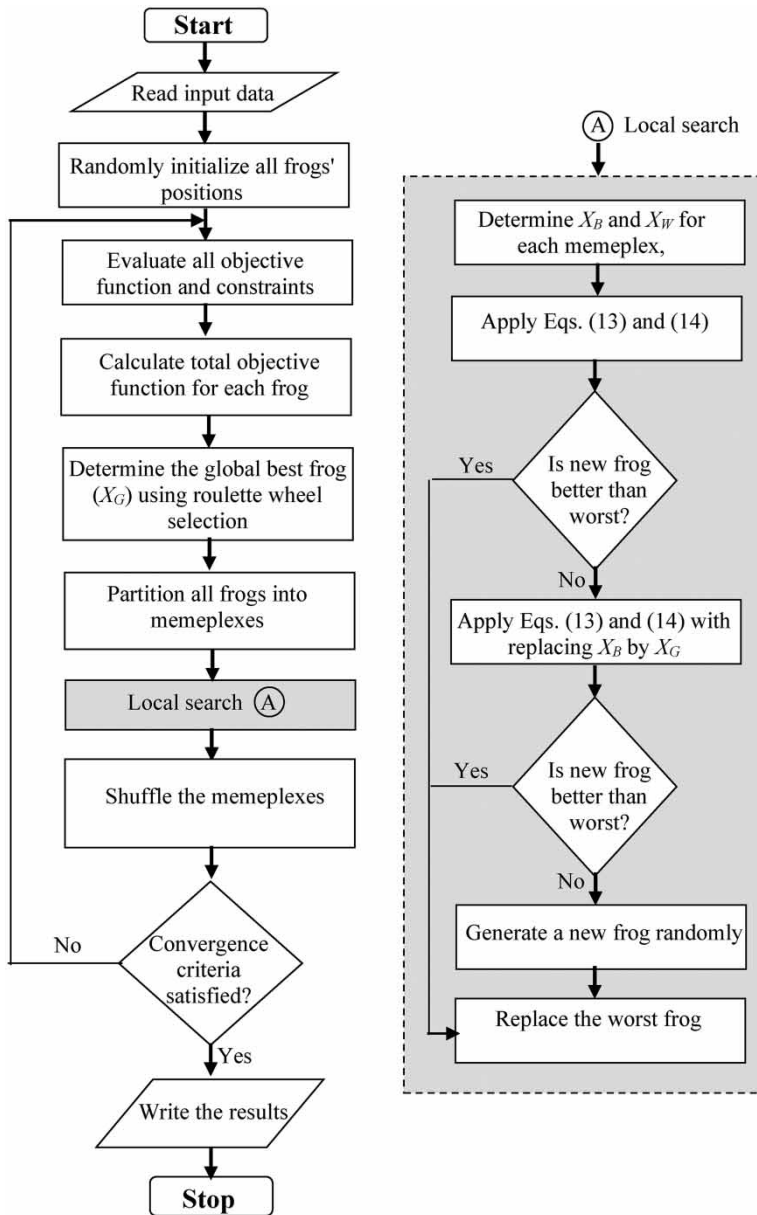 Start
Read input data
Randomly initialize all frogs'
positions
Evaluate all objective
function and constraints
Calculate total objective
function for each frog
Determine the global best frog
(X_G) using roulette wheel
selection
Partition all frogs into
memeplexes
Local search A
Shuffle the memeplexes
No
Convergence
criteria
satisfied?
Yes
Write the results
Stop
A Local search
Determine X_B and X_W for
each memeplex,
Apply Eqs. (13) and (14)
Yes
Is new frog
better than
worst?
No
Apply Eqs. (13) and (14) with
replacing X_B by X_G
Yes
Is new frog
better than
worst?
No
Generate a new frog randomly
Replace the worst frog